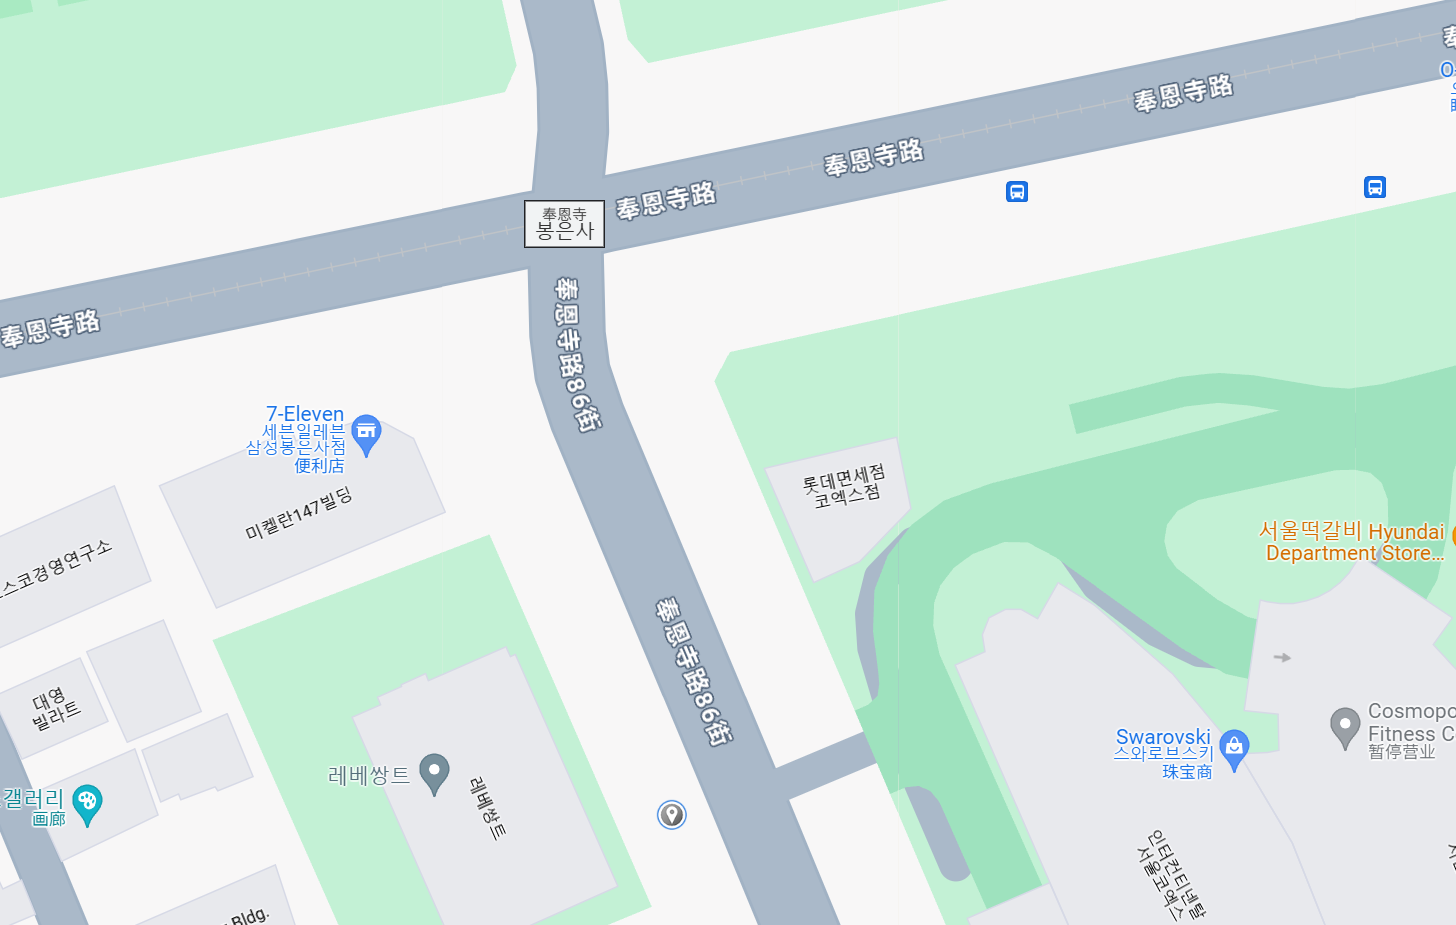 奉恩寺路
奉恩寺路
奉恩寺路
奉恩寺
봉은사
奉恩寺路
奉恩寺路86街
7-Eleven
세븐일레븐
삼성봉은사점
便利店
미켈란147빌딩
스코경영연구소
롯데면세점
코엑스점
서울떡갈비 Hyundai
Department Store...
奉恩寺路86街
대영
빌라트
레베쌍트
레베쌍트
갤러리
画廊
Swarovski
스와로브스키
珠宝商
Cosmopo
Fitness C
暂停营业
인터컨티넨탈
서울코엑스
Bldg.